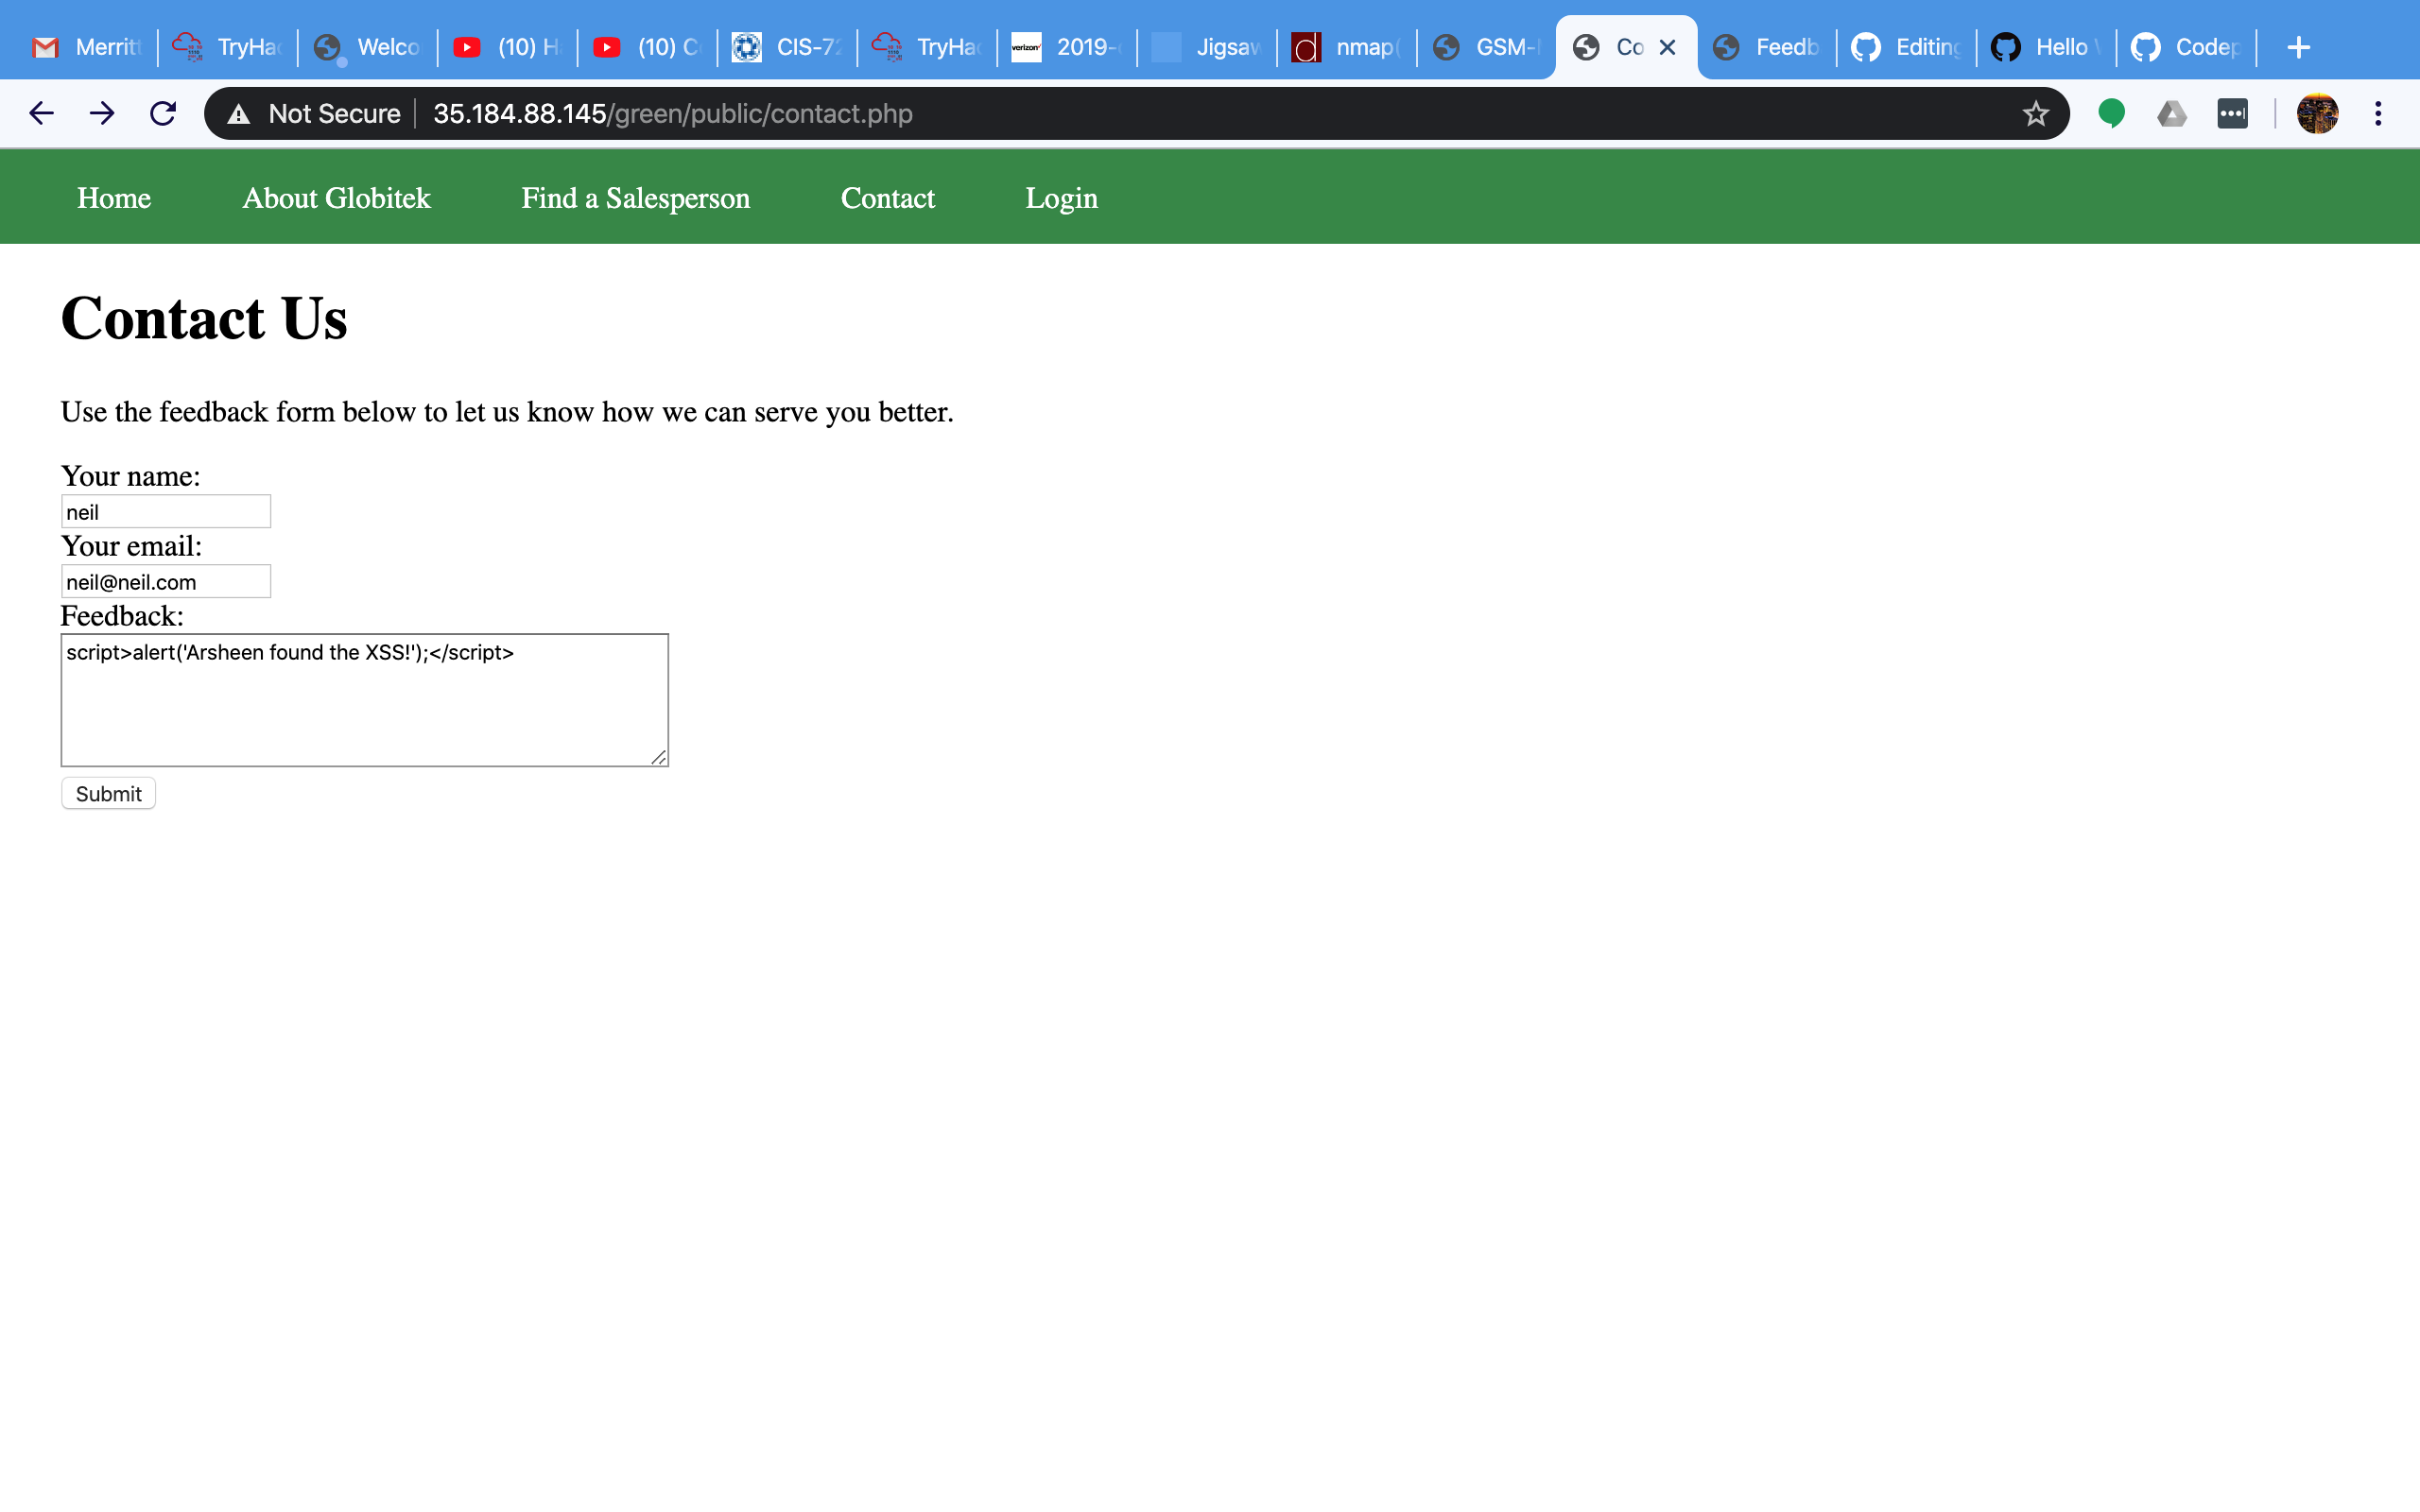 Merritt TryHac Welco (10) H (10) C CIS-72 TryHac verizon 2019- Jigsaw nmap( GSM- Co Feedb Editing Hello Codep
Not Secure 35.184.88.145/green/public/contact.php
Home About Globitek Find a Salesperson Contact Login
Contact Us
Use the feedback form below to let us know how we can serve you better.
Your name:
neil
Your email:
neil@neil.com
Feedback:
script>alert('Arsheen found the XSS!');</script>
Submit